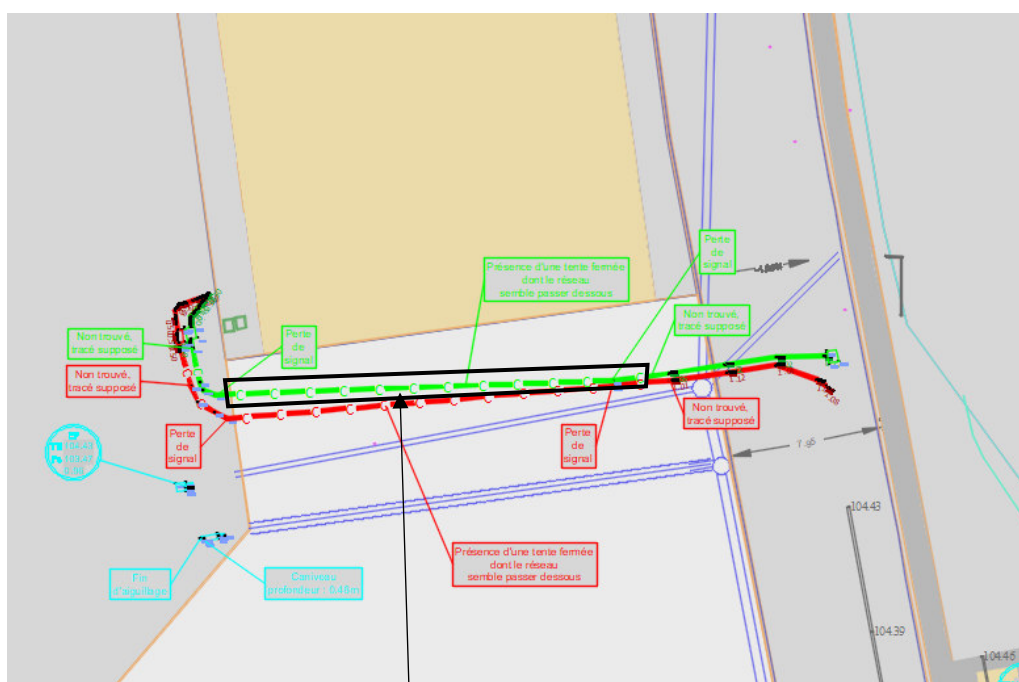 Perte
de
signal
Présence d'une tente fermée
dont le réseau
semble passer dessous
Non trouvé,
tracé supposé
Non trouvé,
tracé supposé
Perte
de
signal
Non trouvé,
tracé supposé
Non trouvé,
tracé supposé
Perte
de
signal
Perte
de
signal
7.95
104.43
Présence d'une tente fermée
dont le réseau
semble passer dessous
Fin
d'aiguillage
Caniveau
profondeur : 0.46m
104.39
104.46